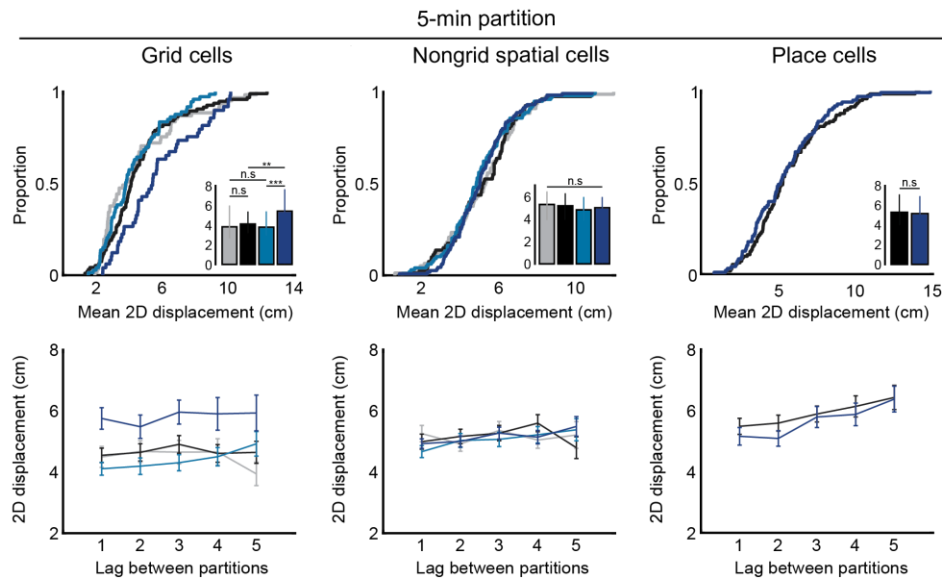 5-min partition
Grid cells
Nongrid spatial cells
Place cells
Proportion
1
0.5
0
2
6
10
14
Mean 2D displacement (cm)
8
6
4
2
0
n.s
n.s
**
***
Proportion
1
0.5
0
2
6
10
Mean 2D displacement (cm)
8
6
4
2
0
n.s
Proportion
1
0.5
0
5
10
15
Mean 2D displacement (cm)
8
6
4
2
0
n.s
2D displacement (cm)
8
6
4
2
1 2 3 4 5
Lag between partitions
2D displacement (cm)
8
6
4
2
1 2 3 4 5
Lag between partitions
2D displacement (cm)
8
6
4
2
1 2 3 4 5
Lag between partitions